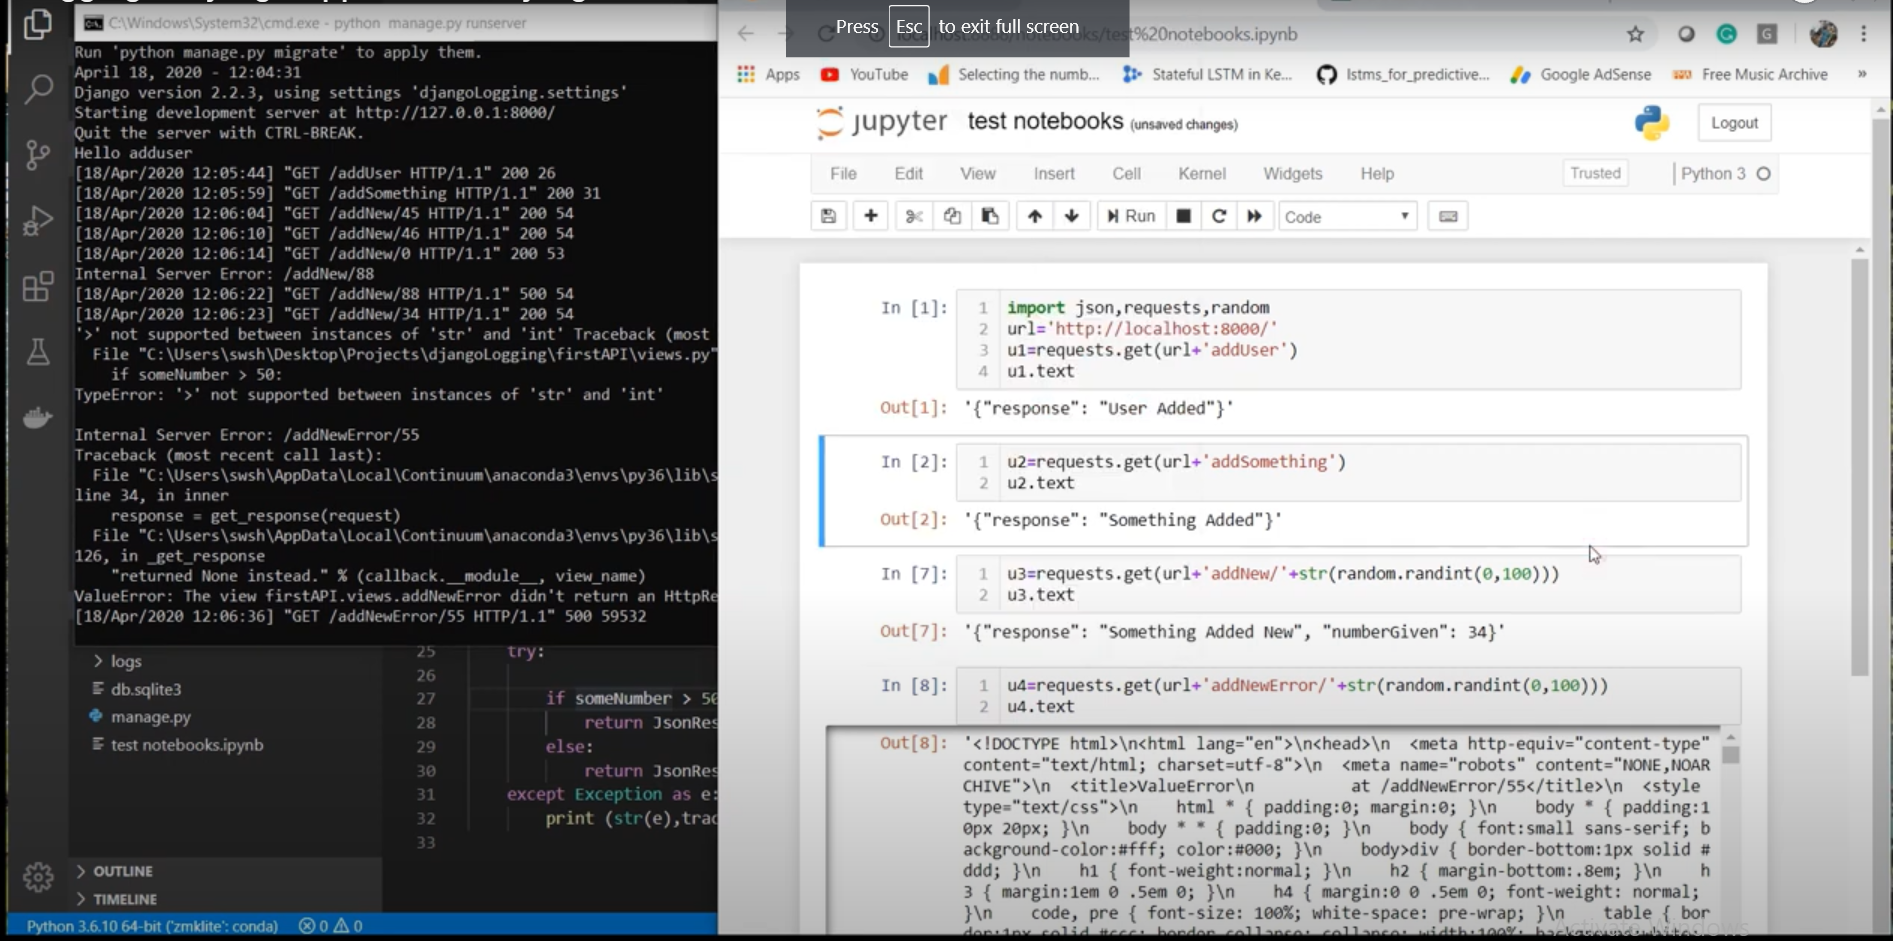 C:\Windows\System32\cmd.exe - python manage.py runserver
Run 'python manage.py migrate' to apply them.
April 18, 2020 - 12:04:31
Django version 2.2.3, using settings 'djangoLogging.settings'
Starting development server at http://127.0.0.1:8000/
Quit the server with CTRL-BREAK.
Hello adduser
[18/Apr/2020 12:05:44] "GET /addUser HTTP/1.1" 200 26
[18/Apr/2020 12:05:59] "GET /addSomething HTTP/1.1" 200 31
[18/Apr/2020 12:06:04] "GET /addNew/45 HTTP/1.1" 200 54
[18/Apr/2020 12:06:10] "GET /addNew/46 HTTP/1.1" 200 54
[18/Apr/2020 12:06:14] "GET /addNew/0 HTTP/1.1" 200 53
Internal Server Error: /addNew/88
[18/Apr/2020 12:06:22] "GET /addNew/88 HTTP/1.1" 500 54
[18/Apr/2020 12:06:23] "GET /addNew/34 HTTP/1.1" 200 54
'>' not supported between instances of 'str' and 'int' Traceback (most
File "C:\Users\swsh\Desktop\Projects\djangoLogging\firstAPI\views.py"
if someNumber > 50:
TypeError: '>' not supported between instances of 'str' and 'int'
Internal Server Error: /addNewError/55
Traceback (most recent call last):
File "C:\Users\swsh\AppData\Local\Continuum\anaconda3\envs\py36\lib\s
line 34, in inner
response = get_response(request)
File "C:\Users\swsh\AppData\Local\Continuum\anaconda3\envs\py36\lib\s
126, in _get_response
"returned None instead." % (callback.__module__, view_name)
ValueError: The view firstAPI.views.addNewError didn't return an HttpRe
[18/Apr/2020 12:06:36] "GET /addNewError/55 HTTP/1.1" 500 59532
logs
db.sqlite3
manage.py
test notebooks.ipynb
OUTLINE
TIMELINE
25 try:
26
27 if someNumber > 50
28 return JsonRes
29 else:
30 return JsonRes
31 except Exception as e:
32 print (str(e),trac
33
Python 3.6.10 64-bit ('zmklite': conda) 0 0
Press Esc to exit full screen
notebooks/test%20notebooks.ipynb
Apps YouTube Selecting the numb... Stateful LSTM in Ke... lstms_for_predictive... Google AdSense Free Music Archive »
jupyter test notebooks (unsaved changes) Logout
File Edit View Insert Cell Kernel Widgets Help Trusted Python 3
Run Code
In [1]: 1 import json,requests,random
2 url='http://localhost:8000/'
3 u1=requests.get(url+'addUser')
4 u1.text
Out[1]: '{"response": "User Added"}'
In [2]: 1 u2=requests.get(url+'addSomething')
2 u2.text
Out[2]: '{"response": "Something Added"}'
In [7]: 1 u3=requests.get(url+'addNew/'+str(random.randint(0,100)))
2 u3.text
Out[7]: '{"response": "Something Added New", "numberGiven": 34}'
In [8]: 1 u4=requests.get(url+'addNewError/'+str(random.randint(0,100)))
2 u4.text
Out[8]: '<!DOCTYPE html>\n<html lang="en">\n<head>\n <meta http-equiv="content-type"
content="text/html; charset=utf-8">\n <meta name="robots" content="NONE,NOAR
CHIVE">\n <title>ValueError\n at /addNewError/55</title>\n <style
type="text/css">\n html * { padding:0; margin:0; }\n body * { padding:1
0px 20px; }\n body * * { padding:0; }\n body { font:small sans-serif; b
ackground-color:#fff; color:#000; }\n body>div { border-bottom:1px solid #
ddd; }\n h1 { font-weight:normal; }\n h2 { margin-bottom:.8em; }\n h
3 { margin:1em 0 .5em 0; }\n h4 { margin:0 0 .5em 0; font-weight: normal;
}\n code, pre { font-size: 100%; white-space: pre-wrap; }\n table { bor